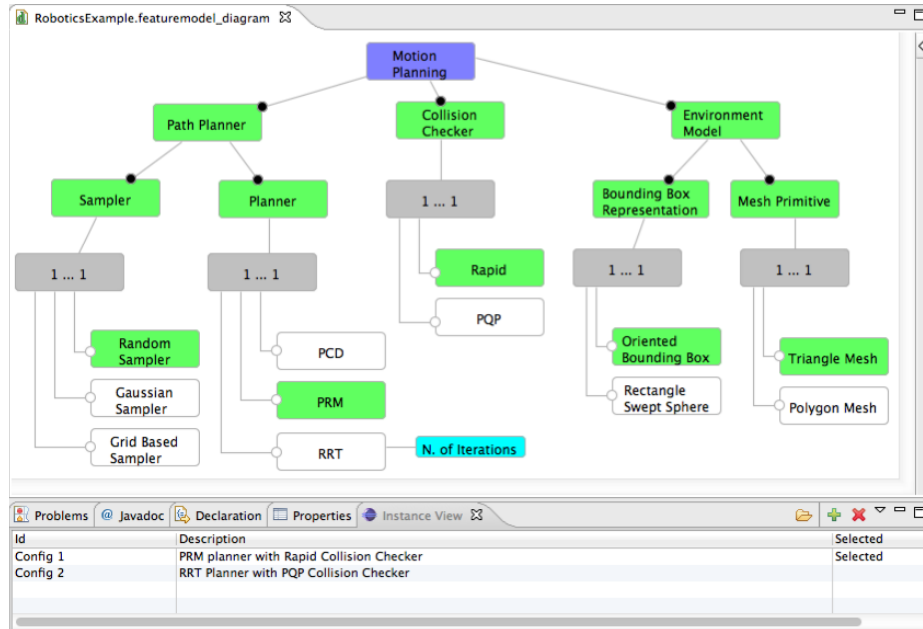 RoboticsExample.featuremodel_diagram
Motion
Planning
Path Planner
Collision
Checker
Environment
Model
Sampler
Planner
1 ... 1
Bounding Box
Representation
Mesh Primitive
1 ... 1
1 ... 1
Rapid
1 ... 1
1 ... 1
PQP
Random
Sampler
PCD
Oriented
Bounding Box
Triangle Mesh
Gaussian
Sampler
PRM
Rectangle
Swept Sphere
Polygon Mesh
Grid Based
Sampler
RRT
N. of Iterations
Problems @ Javadoc Declaration Properties Instance View
Id Description Selected
Config 1 PRM planner with Rapid Collision Checker Selected
Config 2 RRT Planner with PQP Collision Checker